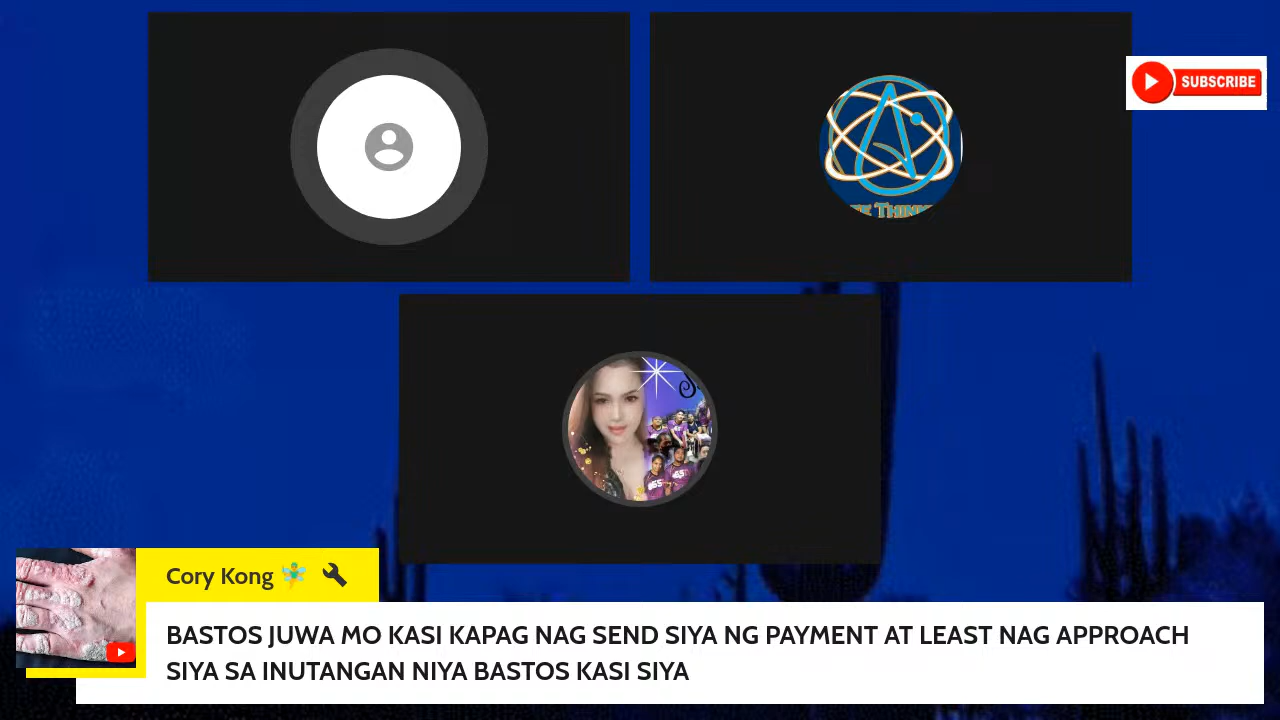 SUBSCRIBE
Cory Kong
BASTOS JUWA MO KASI KAPAG NAG SEND SIYA NG PAYMENT AT LEAST NAG APPROACH
SIYA SA INUTANGAN NIYA BASTOS KASI SIYA